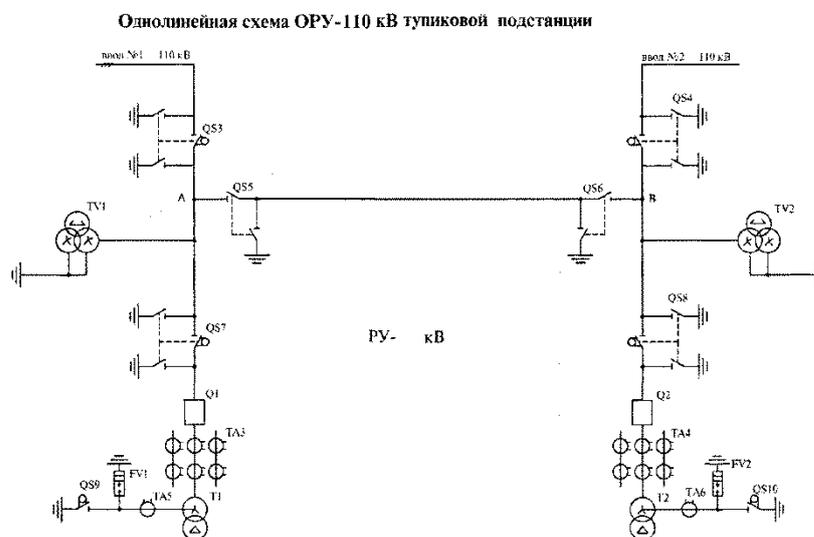 Однолинейная схема ОРУ-110 кВ тупиковой подстанции
ввод №1 110 кВ
ввод №2 110 кВ
QS3
QS4
A
QS5
QS6
B
TV1
TV2
QS7
QS8
РУ- кВ
Q1
Q2
TA3
TA4
QS9
FV1
TA5
T1
T2
TA6
FV2
QS10